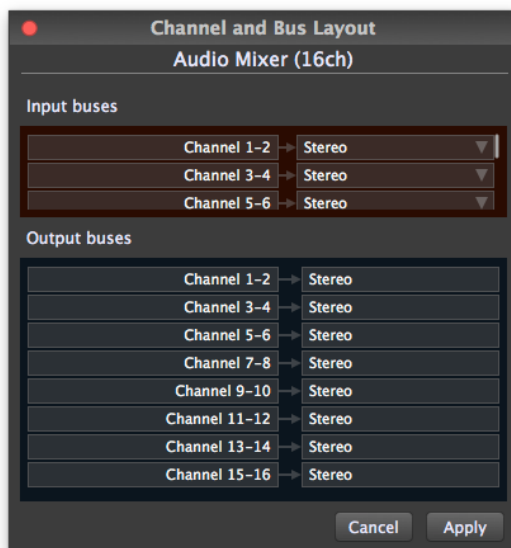 Channel and Bus Layout
Audio Mixer (16ch)
Input buses
Channel 1-2 Stereo
Channel 3-4 Stereo
Channel 5-6 Stereo
Output buses
Channel 1-2 Stereo
Channel 3-4 Stereo
Channel 5-6 Stereo
Channel 7-8 Stereo
Channel 9-10 Stereo
Channel 11-12 Stereo
Channel 13-14 Stereo
Channel 15-16 Stereo
Cancel Apply